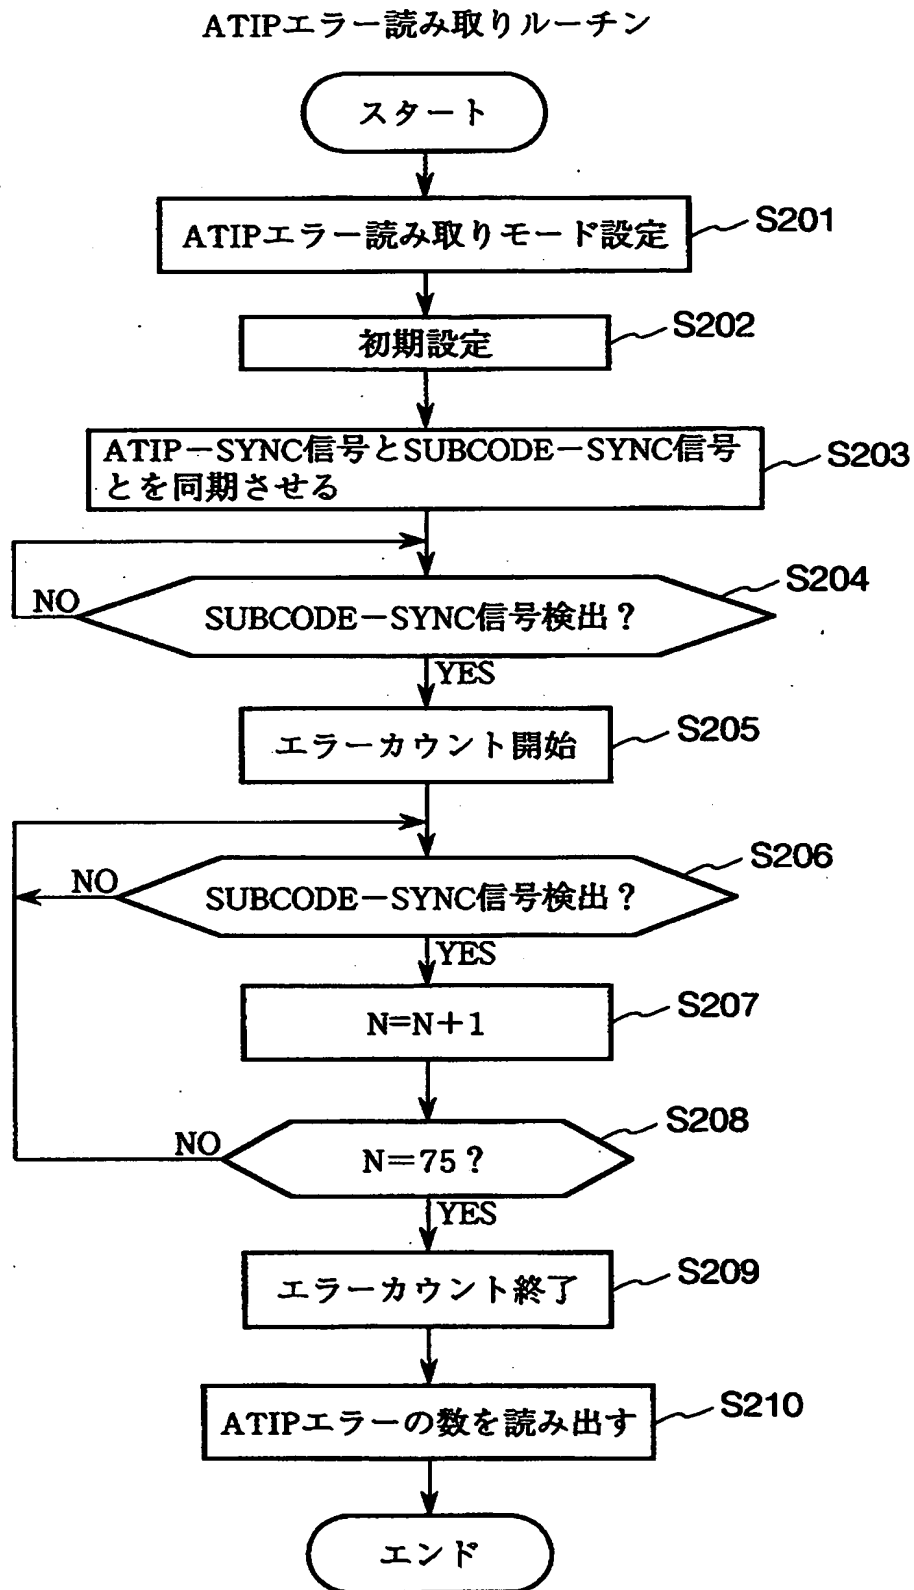 ATIPエラー読み取りルーチン
スタート
ATIPエラー読み取りモード設定
S201
初期設定
S202
ATIP−SYNC信号とSUBCODE−SYNC信号
とを同期させる
S203
SUBCODE−SYNC信号検出？
S204
NO
YES
エラーカウント開始
S205
SUBCODE−SYNC信号検出？
S206
NO
YES
N=N+1
S207
N=75？
S208
NO
YES
エラーカウント終了
S209
ATIPエラーの数を読み出す
S210
エンド